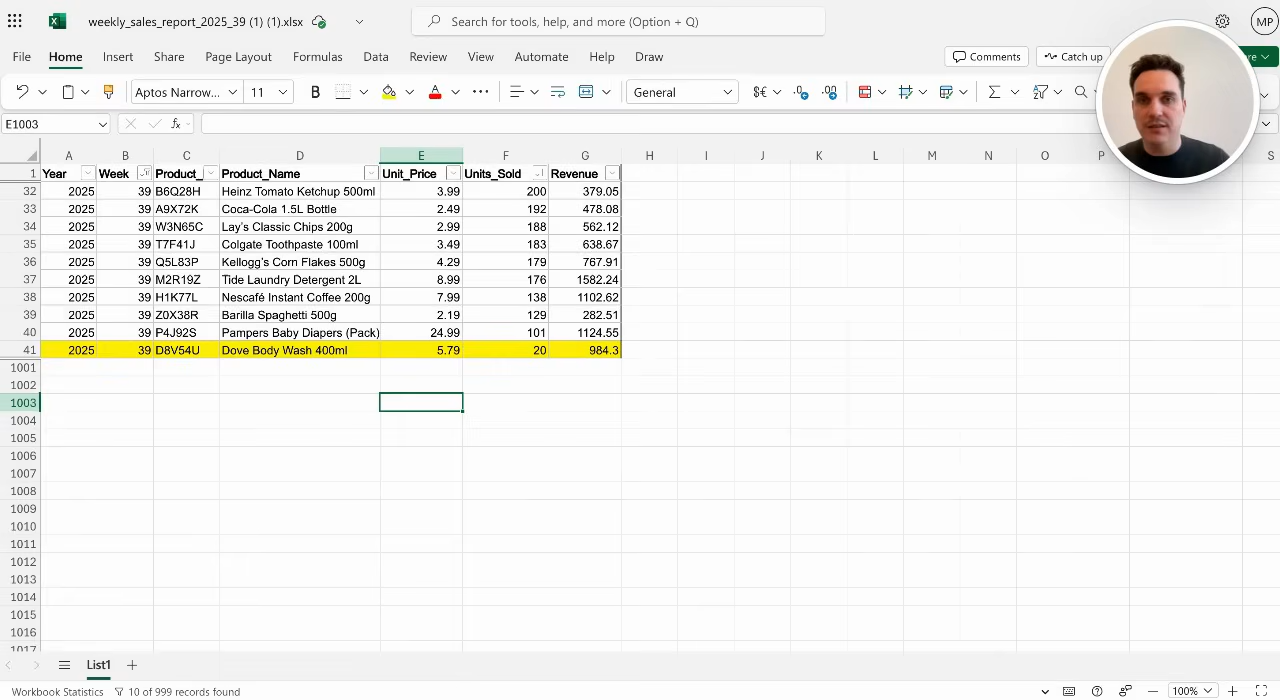 weekly_sales_report_2025_39 (1) (1).xlsx
Search for tools, help, and more (Option + Q)
MP
File Home Insert Share Page Layout Formulas Data Review View Automate Help Draw
Comments Catch up re
Aptos Narrow... 11 B A General $€
E1003 fx
A B C D E F G H I J K L M N O P S
1 Year Week Product_ Product_Name Unit_Price Units_Sold Revenue
32 2025 39 B6Q28H Heinz Tomato Ketchup 500ml 3.99 200 379.05
33 2025 39 A9X72K Coca-Cola 1.5L Bottle 2.49 192 478.08
34 2025 39 W3N65C Lay's Classic Chips 200g 2.99 188 562.12
35 2025 39 T7F41J Colgate Toothpaste 100ml 3.49 183 638.67
36 2025 39 Q5L83P Kellogg's Corn Flakes 500g 4.29 179 767.91
37 2025 39 M2R19Z Tide Laundry Detergent 2L 8.99 176 1582.24
38 2025 39 H1K77L Nescafé Instant Coffee 200g 7.99 138 1102.62
39 2025 39 Z0X38R Barilla Spaghetti 500g 2.19 129 282.51
40 2025 39 P4J92S Pampers Baby Diapers (Pack) 24.99 101 1124.55
41 2025 39 D8V54U Dove Body Wash 400ml 5.79 20 984.3
1001
1002
1003
1004
1005
1006
1007
1008
1009
1010
1011
1012
1013
1014
1015
1016
1017
List1
Workbook Statistics 10 of 999 records found 100%